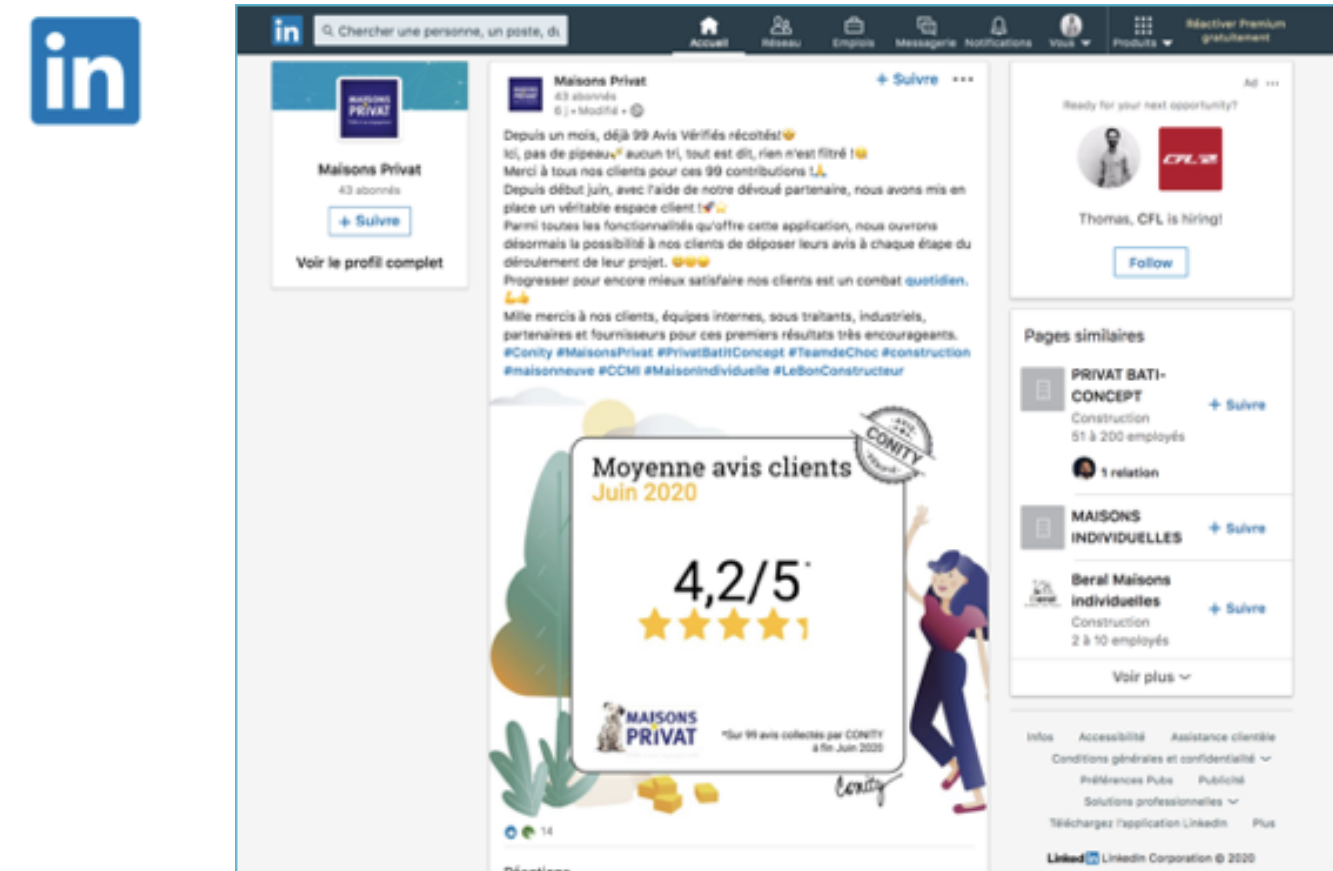 in
in Chercher une personne, un poste, du
Accueil Réseau Emplois Messagerie Notifications Vous Produits
Réactiver Premium
gratuitement
MAISONS
PRIVAT
Maisons Privat
43 abonnés
+ Suivre
Voir le profil complet
Maisons Privat
43 abonnés
6 j • Modifié •
+ Suivre ...
Depuis un mois, déjà 99 Avis Vérifiés récoltés!
Ici, pas de pipeau, aucun tri, tout est dit, rien n'est filtré !
Merci à tous nos clients pour ces 99 contributions !
Depuis début juin, avec l'aide de notre dévoué partenaire, nous avons mis en
place un véritable espace client !
Parmi toutes les fonctionnalités qu'offre cette application, nous ouvrons
désormais la possibilité à nos clients de déposer leurs avis à chaque étape du
déroulement de leur projet.
Progresser pour encore mieux satisfaire nos clients est un combat quotidien.
Mille mercis à nos clients, équipes internes, sous traitants, industriels,
partenaires et fournisseurs pour ces premiers résultats très encourageants.
#Conity #MaisonsPrivat #PrivatBatitConcept #TeamdeChoc #construction
#maisonneuve #CCMI #MaisonIndividuelle #LeBonConstructeur
AVIS
CONITY
Moyenne avis clients
Juin 2020
4,2/5*
MAISONS
PRIVAT
*Sur 99 avis collectés par CONITY
à fin Juin 2020
Conity
14
Réactions
Ad ...
Ready for your next opportunity?
CFL
Thomas, CFL is hiring!
Follow
Pages similaires
PRIVAT BATI-
CONCEPT
Construction
51 à 200 employés
+ Suivre
1 relation
MAISONS
INDIVIDUELLES
+ Suivre
Beral Maisons
individuelles
Construction
2 à 10 employés
+ Suivre
Voir plus
Infos Accessibilité Assistance clientèle
Conditions générales et confidentialité
Préférences Pubs Publicité
Solutions professionnelles
Téléchargez l'application LinkedIn Plus
Linkedin LinkedIn Corporation © 2020